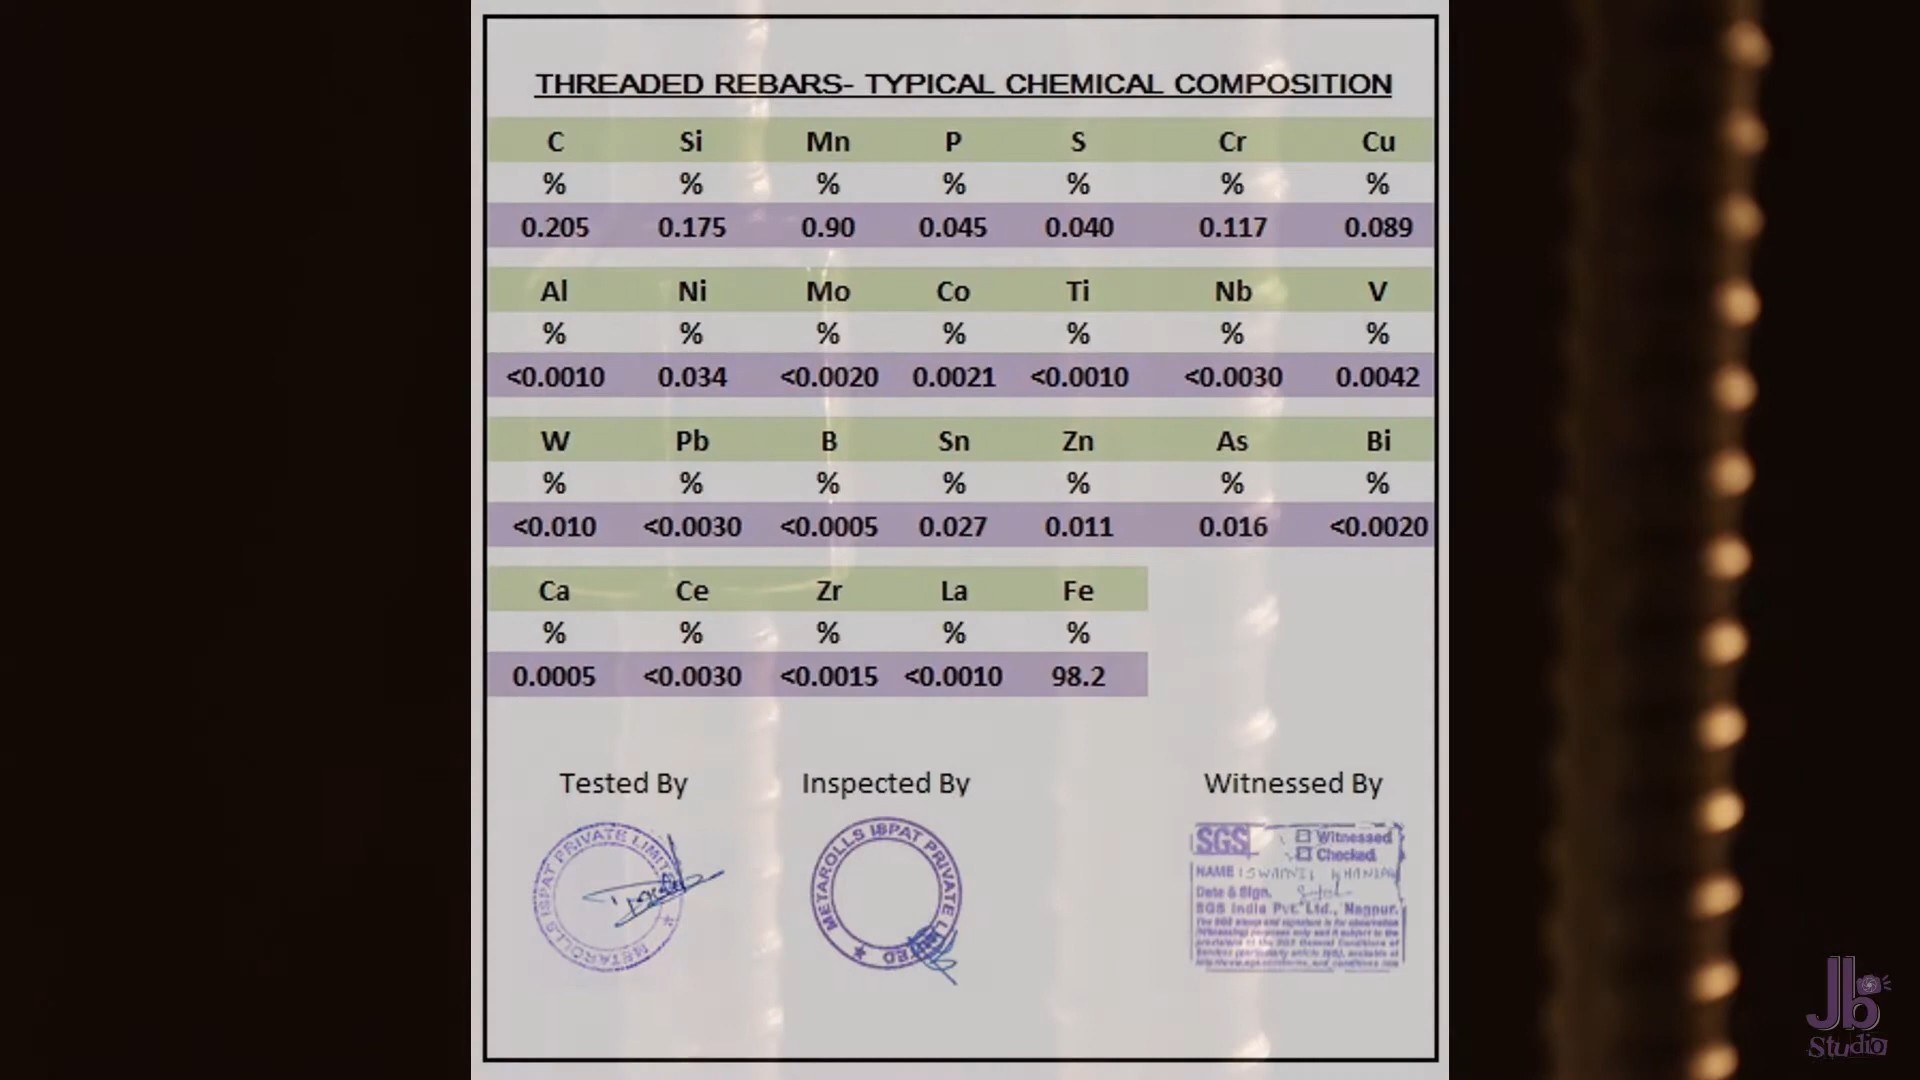 THREADED REBARS- TYPICAL CHEMICAL COMPOSITION
C Si Mn P S Cr Cu
% % % % % % %
0.205 0.175 0.90 0.045 0.040 0.117 0.089
Al Ni Mo Co Ti Nb V
% % % % % % %
<0.0010 0.034 <0.0020 0.0021 <0.0010 <0.0030 0.0042
W Pb B Sn Zn As Bi
% % % % % % %
<0.010 <0.0030 <0.0005 0.027 0.011 0.016 <0.0020
Ca Ce Zr La Fe
% % % % %
0.0005 <0.0030 <0.0015 <0.0010 98.2
Tested By Inspected By Witnessed By
METAROLLS ISPAT PRIVATE LIMITED
METAROLLS ISPAT PRIVATE LIMITED
SGS
Witnessed
Checked
NAME
Date & Sign.
SGS India Pvt. Ltd., Nagpur.
Jb
Studio